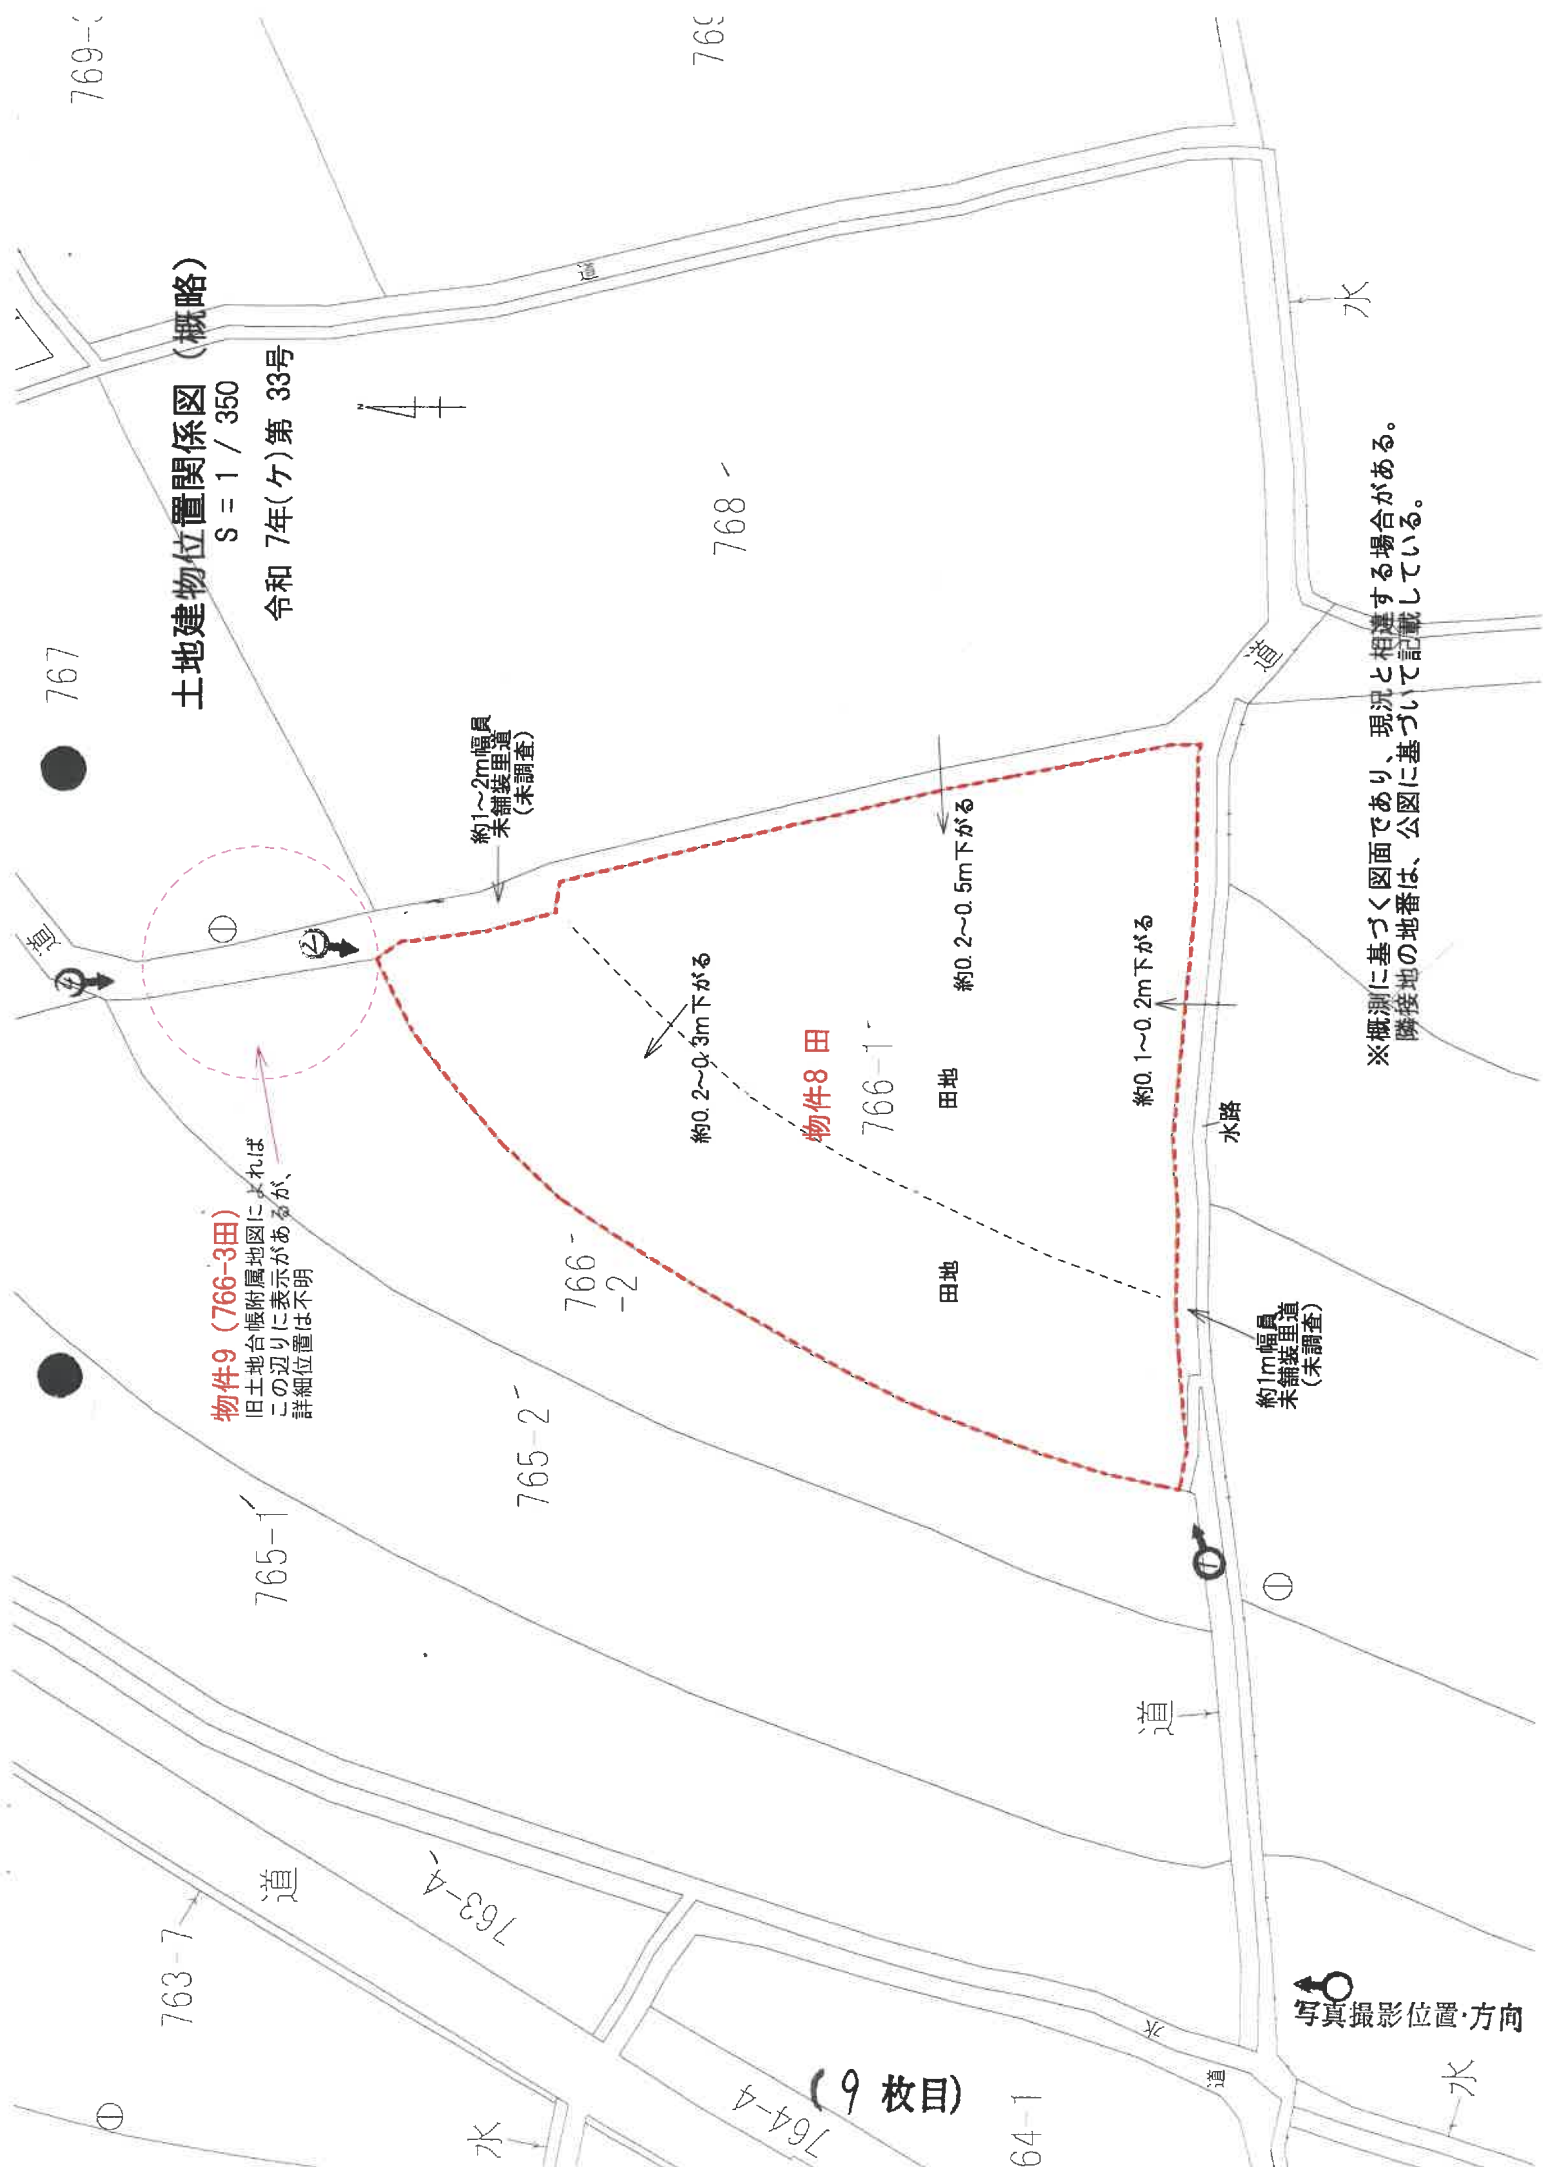 土地建物位置関係図（概略）
S = 1 / 350
令和 7年(ケ)第 33号
N
769
767
768
道
道
道
水
約1～2m幅員
未舗装里道
（未調査）
約0.2～0.5m下がる
約0.2～0.3m下がる
約0.1～0.2m下がる
物件8 田
766-1
田地
田地
水路
約1m幅員
未舗装里道
（未調査）
物件9（766-3田）
旧土地台帳附属地図によれば
この辺りに表示があるが、
詳細位置は不明
766
-2
765-2
765-1
763-7
道
763-4
764-4
64-1
道
水
道
水
水
2
1
※概測に基づく図面であり、現況と相違する場合がある。
隣接地の地番は、公図に基づいて記載している。
写真撮影位置・方向
(9 枚目)